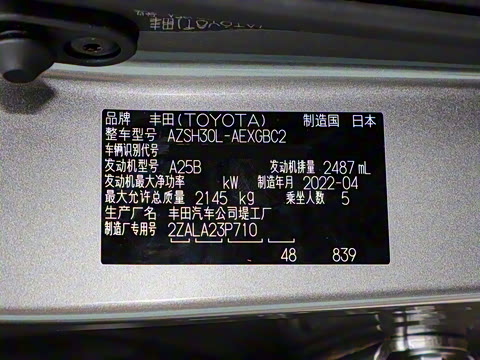 品牌 丰田(TOYOTA) 制造国 日本
整车型号 AZSH30L-AEXGBC2
车辆识别代号
发动机型号 A25B 发动机排量 2487 mL
发动机最大净功率 kW 制造年月 2022-04
最大允许总质量 2145 kg 乘坐人数 5
生产厂名 丰田汽车公司堤工厂
制造厂专用号 2ZALA23P710
48 839